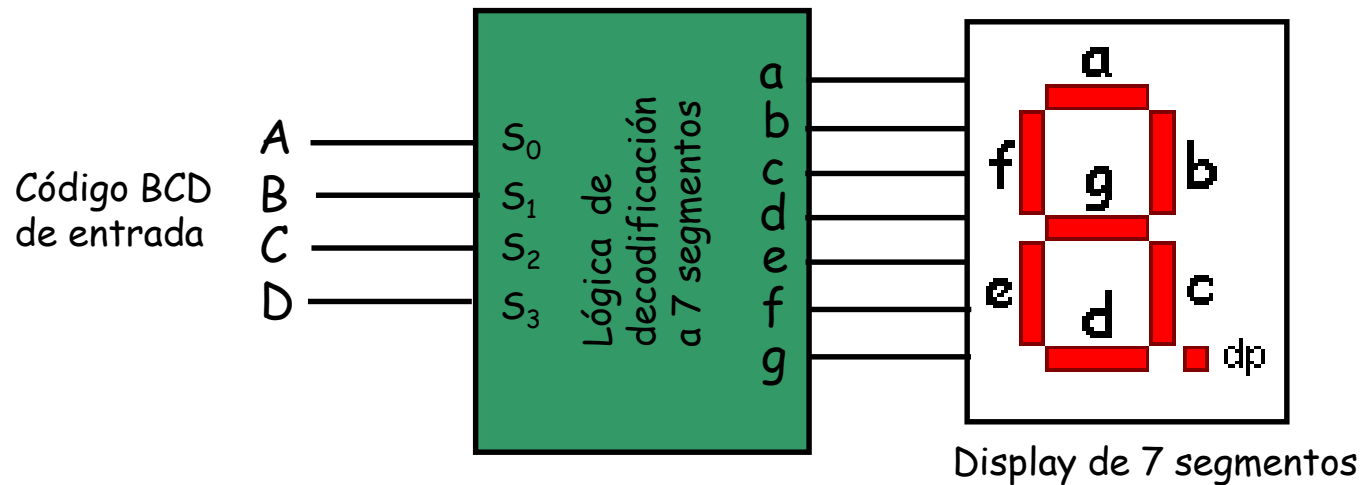 Código BCD
de entrada
A
B
C
D
S0
S1
S2
S3
Lógica de
decodificación
a 7 segmentos
a
b
c
d
e
f
g
a
f
b
g
e
c
d
dp
Display de 7 segmentos